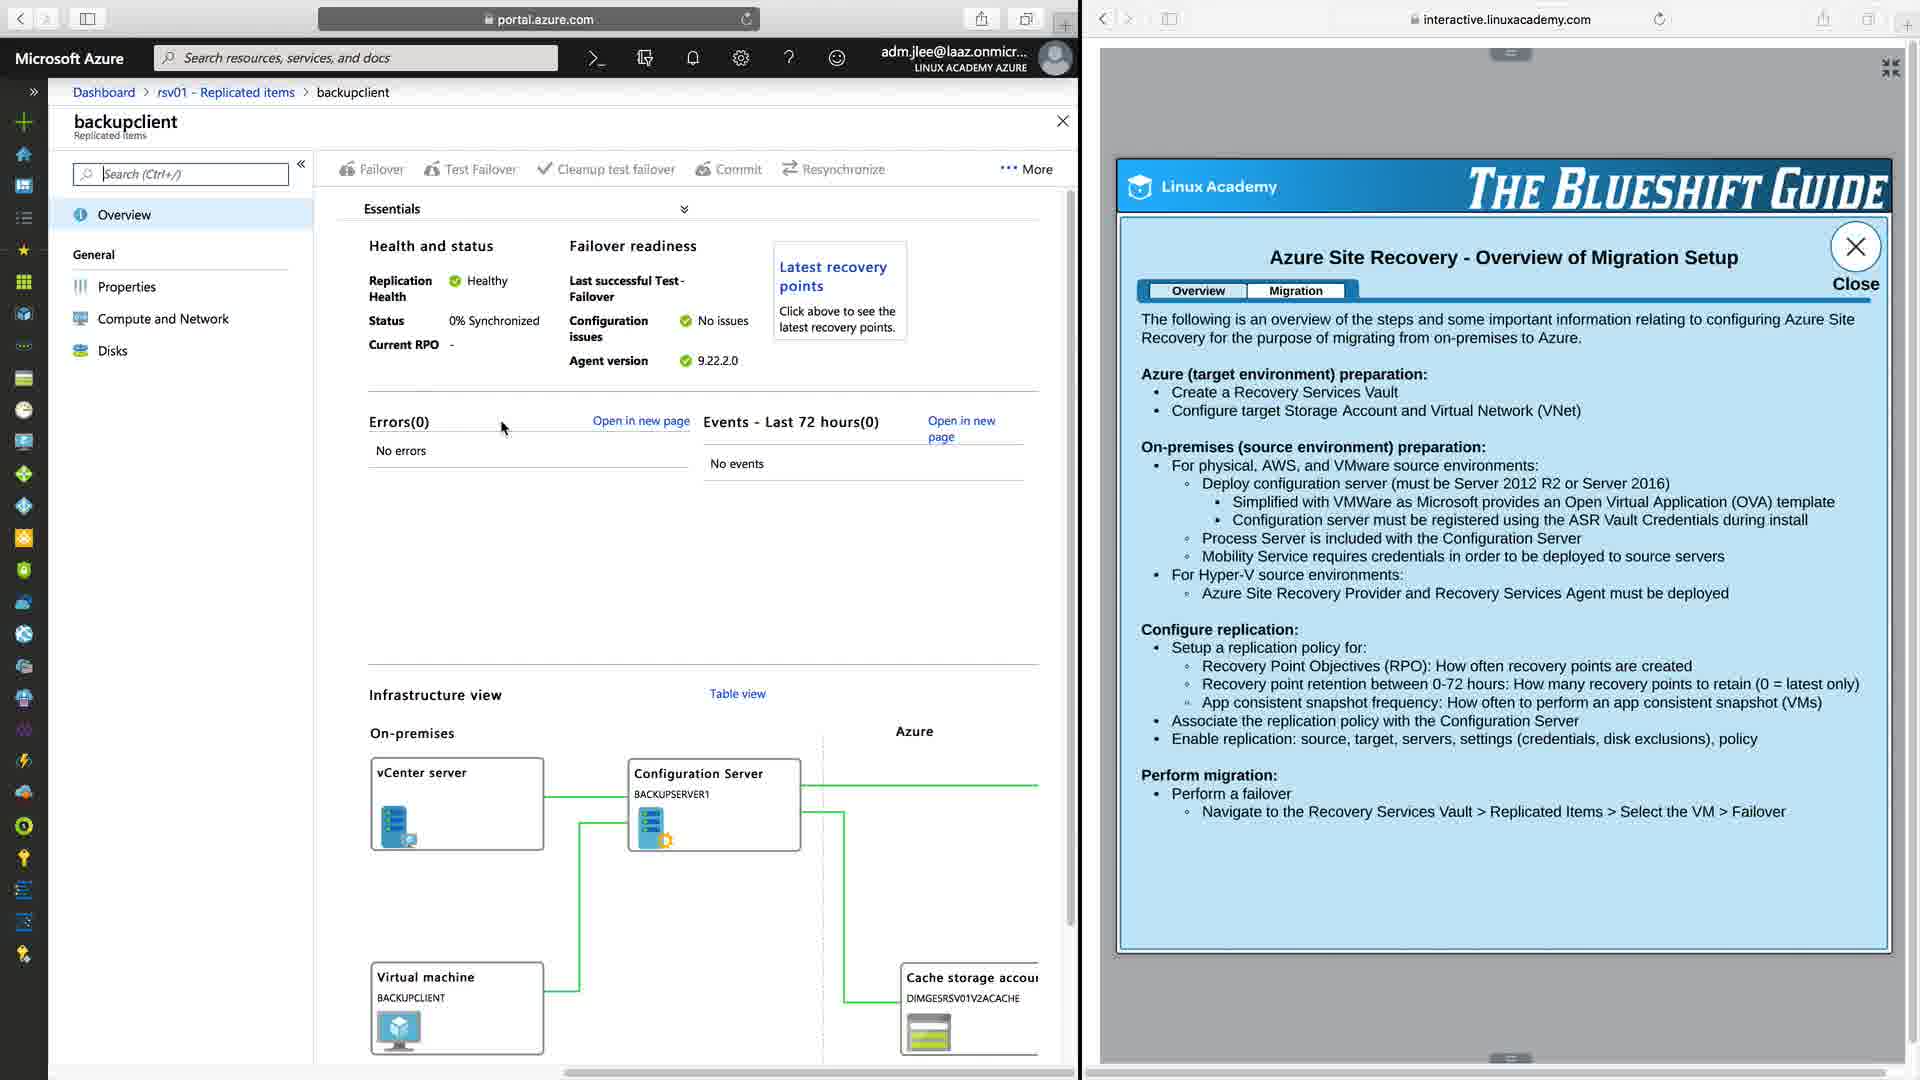 portal.azure.com
Microsoft Azure
Search resources, services, and docs
adm.jlee@laaz.onmicr...
LINUX ACADEMY AZURE
Dashboard > rsv01 - Replicated items > backupclient
backupclient
Replicated items
Search (Ctrl+/)
Overview
General
Properties
Compute and Network
Disks
Failover
Test Failover
Cleanup test failover
Commit
Resynchronize
More
Essentials
Health and status
Replication Health
Healthy
Status
0% Synchronized
Current RPO
-
Failover readiness
Last successful Test Failover
-
Configuration issues
No issues
Agent version
9.22.2.0
Latest recovery
points
Click above to see the
latest recovery points.
Errors(0)
Open in new page
No errors
Events - Last 72 hours(0)
Open in new
page
No events
Infrastructure view
Table view
On-premises
Azure
vCenter server
Configuration Server
BACKUPSERVER1
Virtual machine
BACKUPCLIENT
Cache storage accou
DIMGESRSV01V2ACACHE
interactive.linuxacademy.com
Linux Academy
THE BLUESHIFT GUIDE
Azure Site Recovery - Overview of Migration Setup
Close
Overview
Migration
The following is an overview of the steps and some important information relating to configuring Azure Site
Recovery for the purpose of migrating from on-premises to Azure.
Azure (target environment) preparation:
• Create a Recovery Services Vault
• Configure target Storage Account and Virtual Network (VNet)
On-premises (source environment) preparation:
• For physical, AWS, and VMware source environments:
◦ Deploy configuration server (must be Server 2012 R2 or Server 2016)
▪ Simplified with VMWare as Microsoft provides an Open Virtual Application (OVA) template
▪ Configuration server must be registered using the ASR Vault Credentials during install
◦ Process Server is included with the Configuration Server
◦ Mobility Service requires credentials in order to be deployed to source servers
• For Hyper-V source environments:
◦ Azure Site Recovery Provider and Recovery Services Agent must be deployed
Configure replication:
• Setup a replication policy for:
◦ Recovery Point Objectives (RPO): How often recovery points are created
◦ Recovery point retention between 0-72 hours: How many recovery points to retain (0 = latest only)
◦ App consistent snapshot frequency: How often to perform an app consistent snapshot (VMs)
• Associate the replication policy with the Configuration Server
• Enable replication: source, target, servers, settings (credentials, disk exclusions), policy
Perform migration:
• Perform a failover
◦ Navigate to the Recovery Services Vault > Replicated Items > Select the VM > Failover